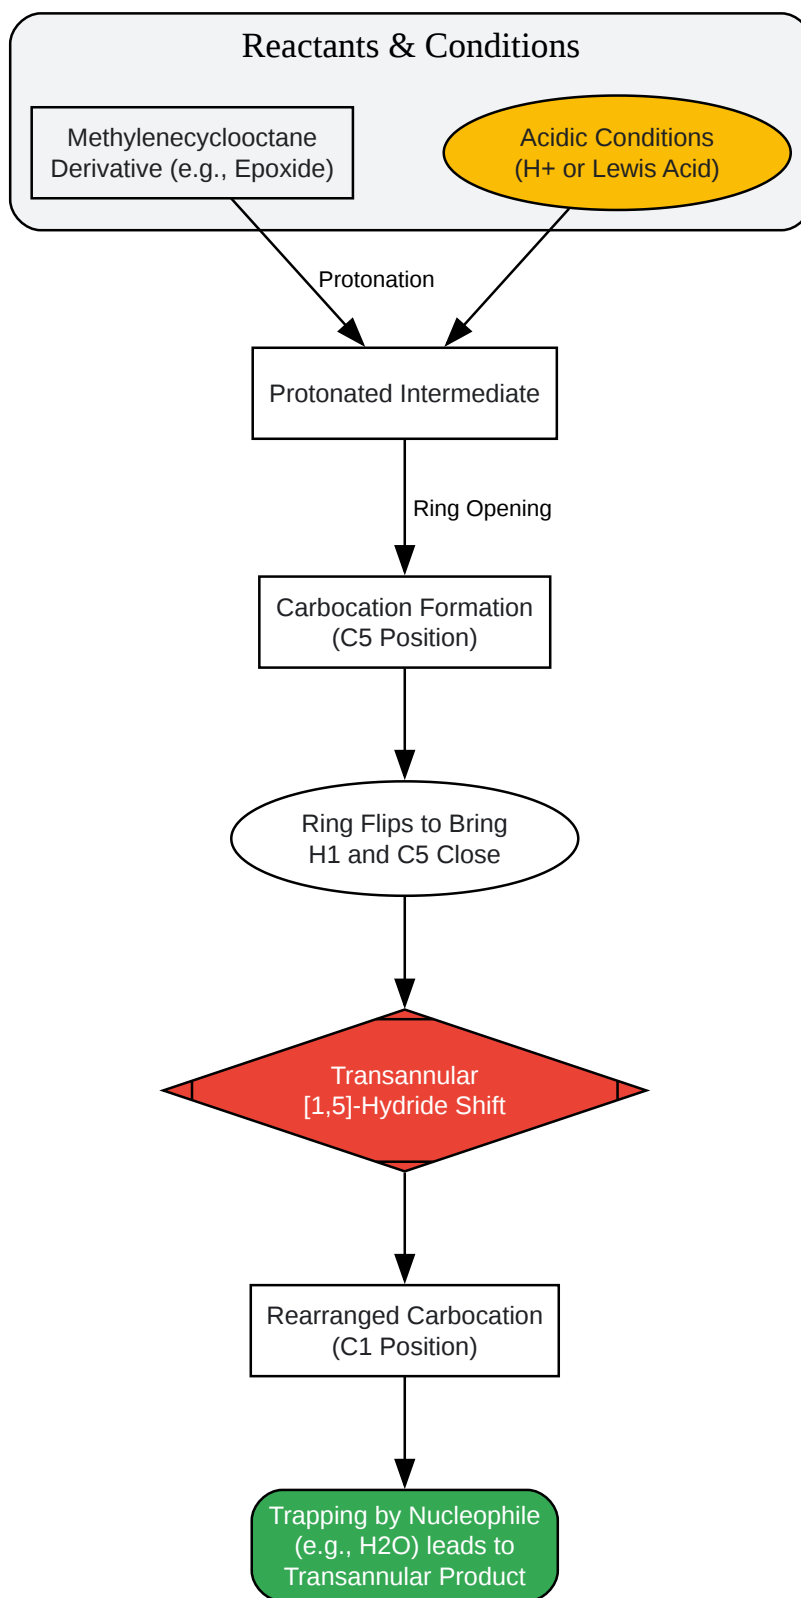 Reactants & Conditions
Methylenecyclooctane
Derivative (e.g., Epoxide)
Acidic Conditions
(H+ or Lewis Acid)
Protonation
Protonated Intermediate
Ring Opening
Carbocation Formation
(C5 Position)
Ring Flips to Bring
H1 and C5 Close
Transannular
[1,5]-Hydride Shift
Rearranged Carbocation
(C1 Position)
Trapping by Nucleophile
(e.g., H2O) leads to
Transannular Product